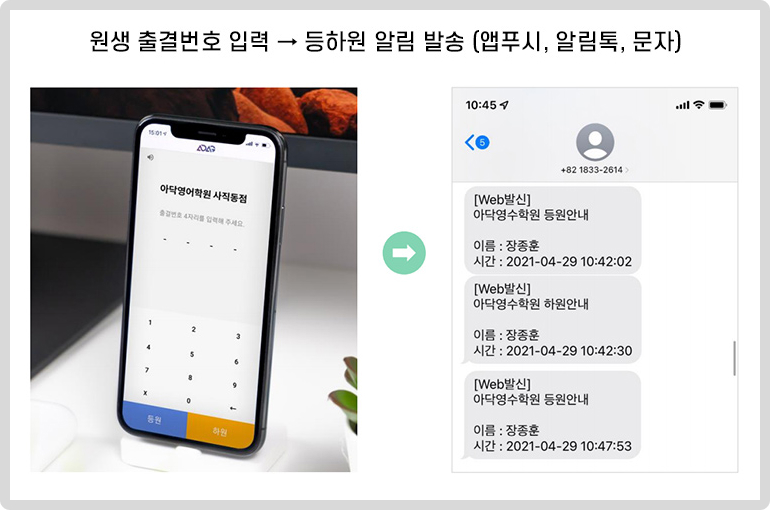 원생 출결번호 입력 → 등하원 알림 발송 (앱푸시, 알림톡, 문자)
15:01
ADAG
아닥영어학원 사직동점
출결번호 4자리를 입력해 주세요.
- - - -
1 2 3
4 5 6
7 8 9
X 0 ←
등원 하원
10:45
5
+82 1833-2614 >
[Web발신]
아닥영수학원 등원안내
이름 : 장종훈
시간 : 2021-04-29 10:42:02
[Web발신]
아닥영수학원 하원안내
이름 : 장종훈
시간 : 2021-04-29 10:42:30
[Web발신]
아닥영수학원 등원안내
이름 : 장종훈
시간 : 2021-04-29 10:47:53